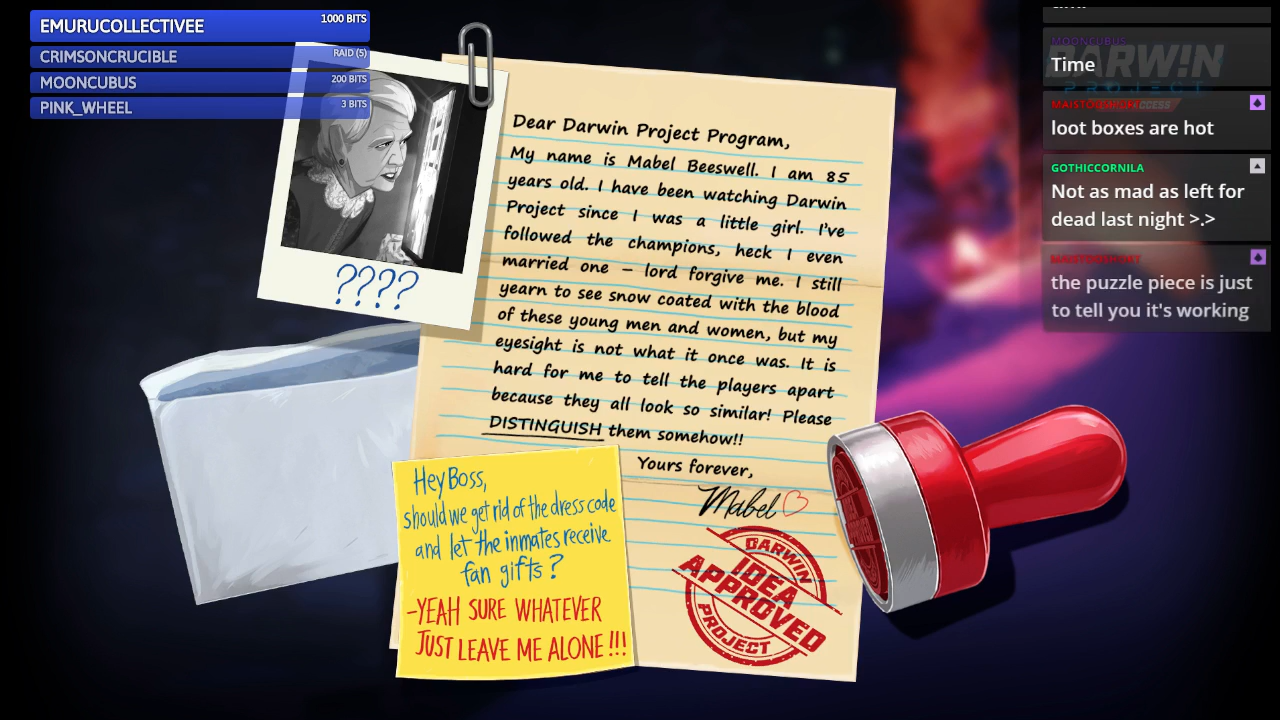 EMURUCOLLECTIVEE 1000 BITS
CRIMSONCRUCIBLE RAID (5)
MOONCUBUS 200 BITS
PINK_WHEEL 3 BITS
????
Dear Darwin Project Program,
My name is Mabel Beeswell. I am 85
years old. I have been watching Darwin
Project since I was a little girl. I've
followed the champions, heck I even
married one – lord forgive me. I still
yearn to see snow coated with the blood
of these young men and women, but my
eyesight is not what it once was. It is
hard for me to tell the players apart
because they all look so similar! Please
DISTINGUISH them somehow!!
Yours forever,
Mabel
Hey Boss,
should we get rid of the dress code
and let the inmates receive
fan gifts?
-YEAH SURE WHATEVER
JUST LEAVE ME ALONE!!!
DARWIN
IDEA
APPROVED
PROJECT
MOONCUBUS
DARWIN
PROJECT
Time
loot boxes are hot
GOTHICCORNILA
Not as mad as left for
dead last night >.>
the puzzle piece is just
to tell you it's working